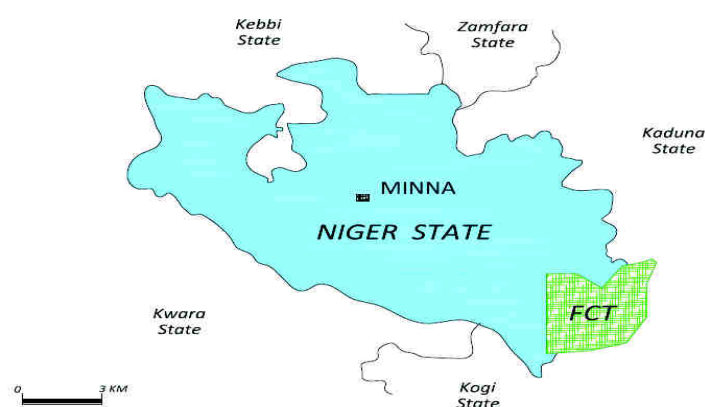 Kebbi
State
Zamfara
State
Kaduna
State
MINNA
NIGER STATE
FCT
Kwara
State
Kogi
State
0 3 KM